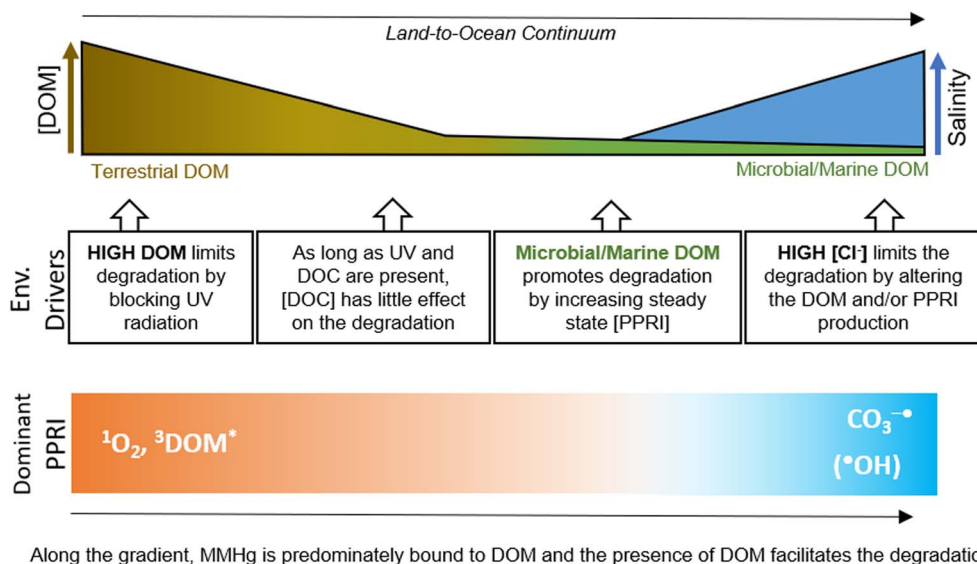 Land-to-Ocean Continuum
[DOM]
Salinity
Terrestrial DOM
Microbial/Marine DOM
Env.
Drivers
HIGH DOM limits
degradation by
blocking UV
radiation
As long as UV and
DOC are present,
[DOC] has little effect
on the degradation
Microbial/Marine DOM
promotes degradation
by increasing steady
state [PPRI]
HIGH [Cl-] limits the
degradation by altering
the DOM and/or PPRI
production
Dominant
PPRI
¹O₂, ³DOM*
CO₃⁻•
(•OH)
Along the gradient, MMHg is predominately bound to DOM and the presence of DOM facilitates the degradatio